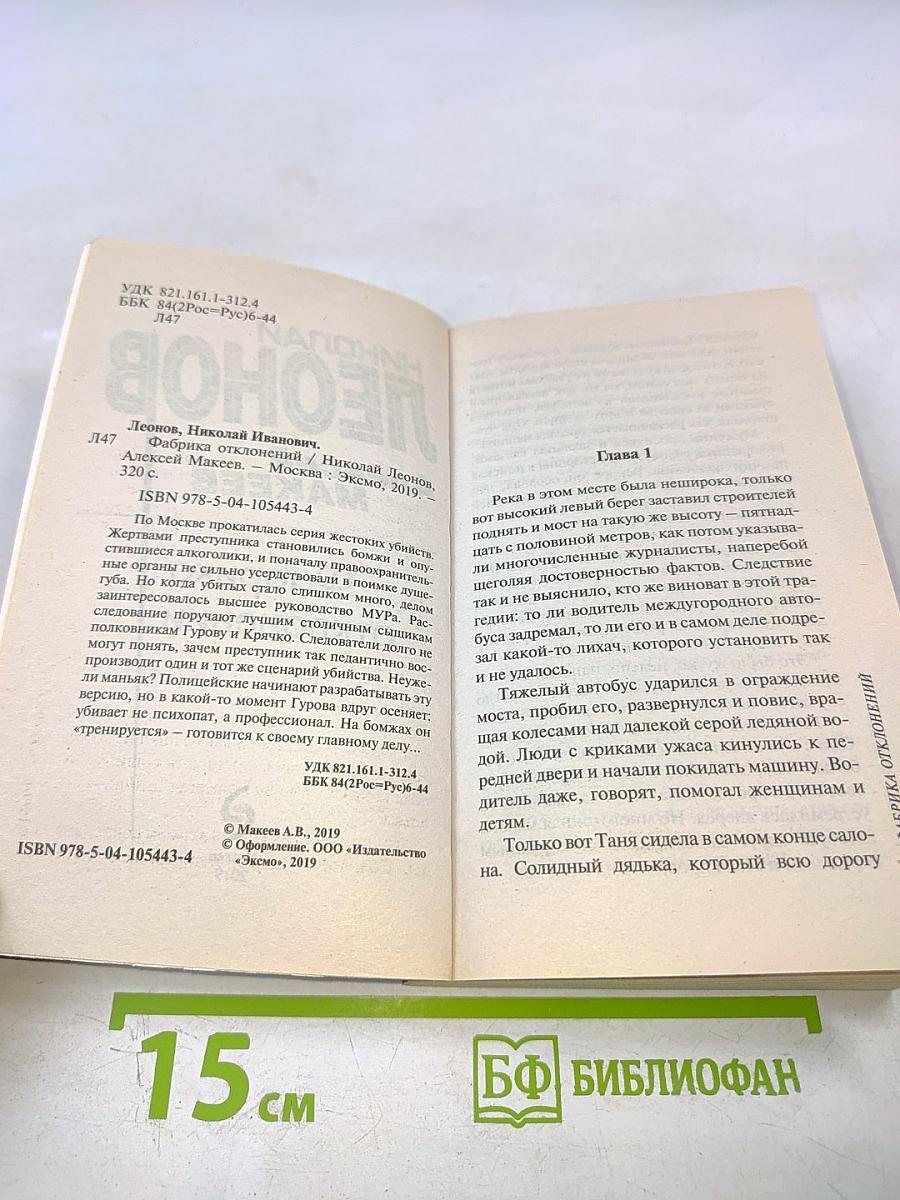 УДК 821.161.1-312.4
ББК 84(2Рос=Рус)6-44
Л47
Леонов, Николай Иванович.
Л47 Фабрика отклонений / Николай Леонов,
Алексей Макеев. — Москва : Эксмо, 2019. —
320 с.
ISBN 978-5-04-105443-4
По Москве прокатилась серия жестоких убийств.
Жертвами преступника становились бомжи и опу-
стившиеся алкоголики, и поначалу правоохранитель-
ные органы не сильно усердствовали в поимке душе-
губа. Но когда убитых стало слишком много, делом
заинтересовалось высшее руководство МУРа. Рас-
следование поручают лучшим столичным сыщикам
полковникам Гурову и Крячко. Следователи долго не
могут понять, зачем преступник так педантично вос-
производит один и тот же сценарий убийства. Неуже-
ли маньяк? Полицейские начинают разрабатывать эту
версию, но в какой-то момент Гурова вдруг осеняет:
убивает не психопат, а профессионал. На бомжах он
«тренируется» — готовится к своему главному делу...
УДК 821.161.1-312.4
ББК 84(2Рос=Рус)6-44
© Макеев А.В., 2019
© Оформление. ООО «Издательство
«Эксмо», 2019
ISBN 978-5-04-105443-4
НИКОЛАЙ
ЛЕОНОВ
МАКЕЕВ
Глава 1
Река в этом месте была неширока, только
вот высокий левый берег заставил строителей
поднять и мост на такую же высоту — пятнад-
цать с половиной метров, как потом указыва-
ли многочисленные журналисты, наперебой
щеголяя достоверностью фактов. Следствие
так и не выяснило, кто же виноват в этой тра-
гедии: то ли водитель междугородного авто-
буса задремал, то ли его и в самом деле подре-
зал какой-то лихач, которого установить так
и не удалось.
Тяжелый автобус ударился в ограждение
моста, пробил его, развернулся и повис, вра-
щая колесами над далекой серой ледяной во-
дой. Люди с криками ужаса кинулись к пе-
редней двери и начали покидать машину. Во-
дитель даже, говорят, помогал женщинам и
детям.
Только вот Таня сидела в самом конце сало-
на. Солидный дядька, который всю дорогу
ОТКЛОНЕНИЙ
15 см
БФ БИБЛИОФАН